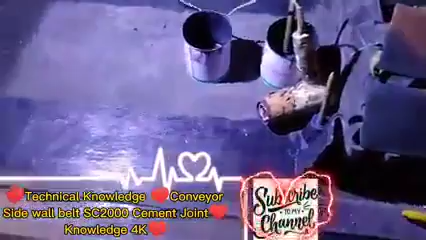 Technical Knowledge Conveyor
Side wall belt SC2000 Cement Joint
Knowledge 4K
Subscribe
TO MY
Channel